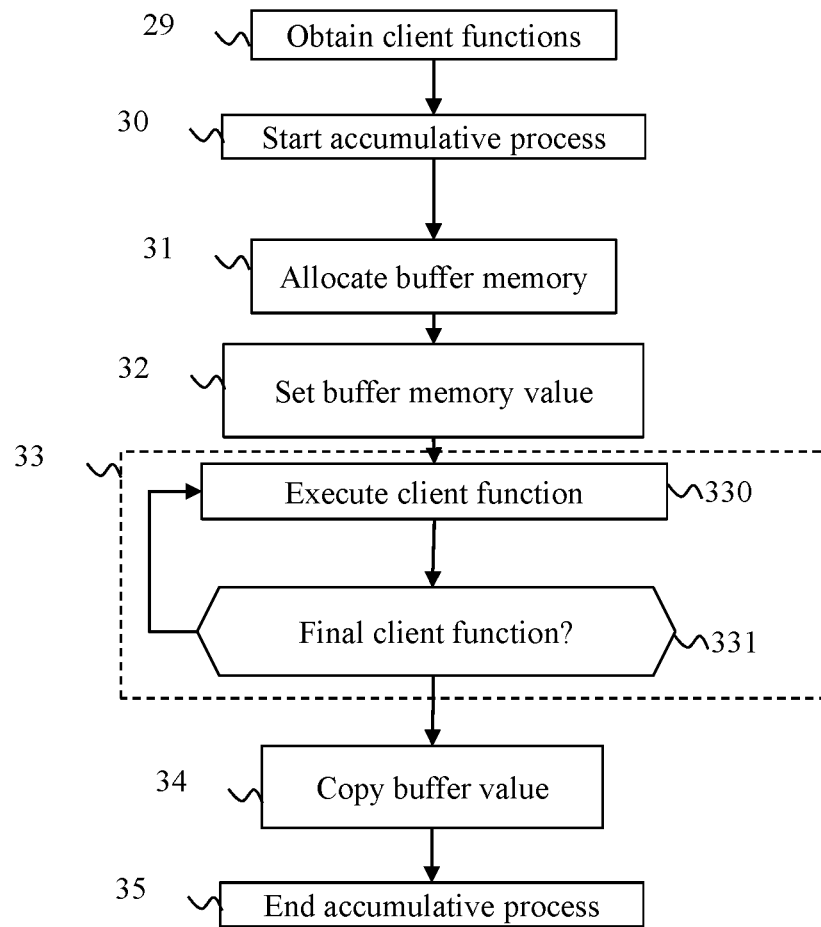 29
Obtain client functions
30
Start accumulative process
31
Allocate buffer memory
32
Set buffer memory value
33
Execute client function
330
Final client function?
331
34
Copy buffer value
35
End accumulative process